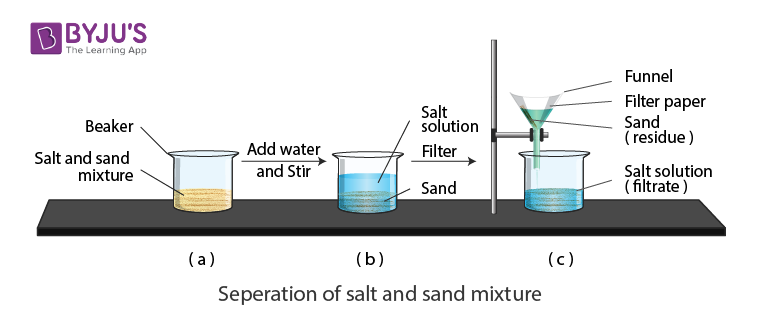 BYJU'S
The Learning App
Beaker
Salt and sand
mixture
Add water
and Stir
Salt
solution
Sand
Filter
Funnel
Filter paper
Sand
( residue )
Salt solution
( filtrate )
( a )
( b )
( c )
Seperation of salt and sand mixture